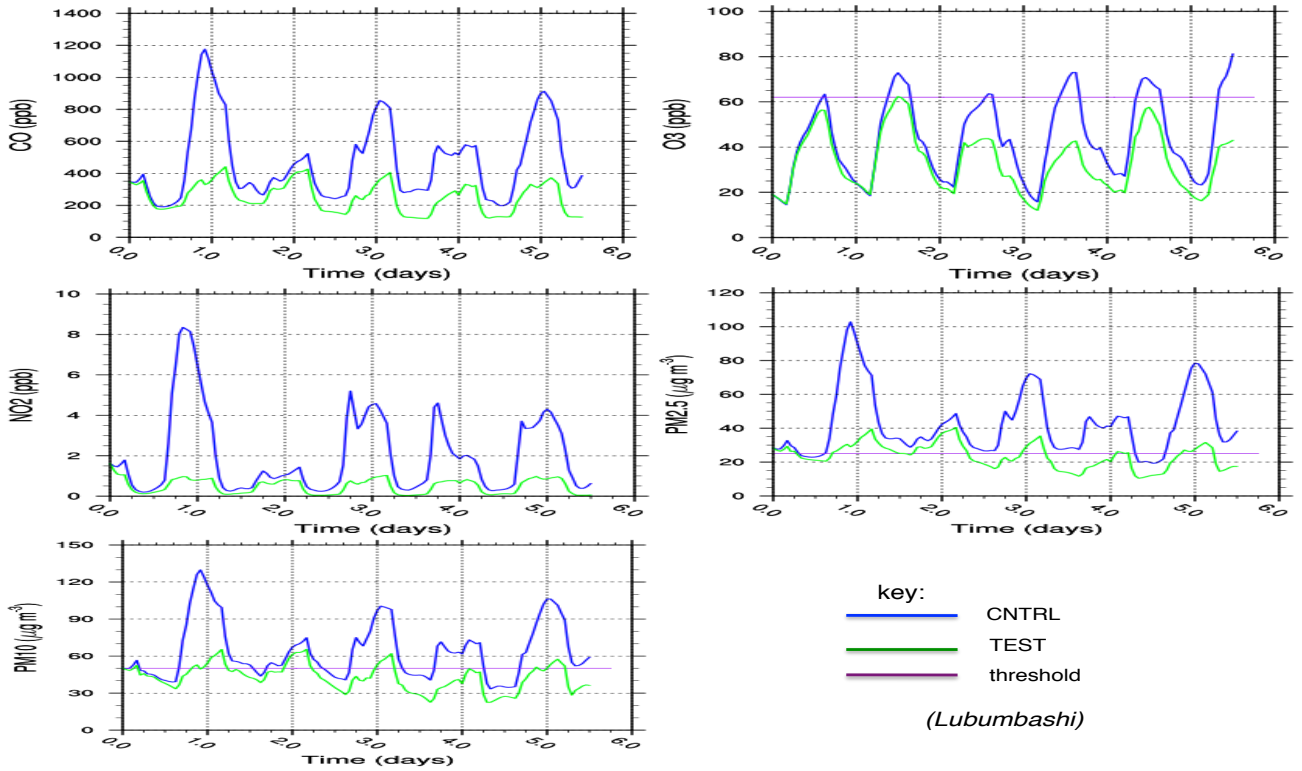 CO (ppb)
1400
1200
1000
800
600
400
200
0
0.0 1.0 2.0 3.0 4.0 5.0 6.0
Time (days)
O3 (ppb)
100
80
60
40
20
0
0.0 1.0 2.0 3.0 4.0 5.0 6.0
Time (days)
NO2 (ppb)
10
8
6
4
2
0
0.0 1.0 2.0 3.0 4.0 5.0 6.0
Time (days)
PM2.5 (μg m⁻³)
120
100
80
60
40
20
0
0.0 1.0 2.0 3.0 4.0 5.0 6.0
Time (days)
PM10 (μg m⁻³)
150
120
90
60
30
0
0.0 1.0 2.0 3.0 4.0 5.0 6.0
Time (days)
key:
CNTRL
TEST
threshold
(Lubumbashi)